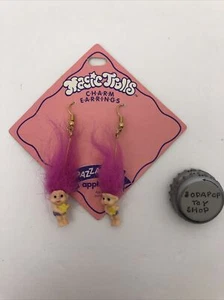 Magic Trolls
CHARM
EARRINGS
SODAPOP
TOY
SHOP